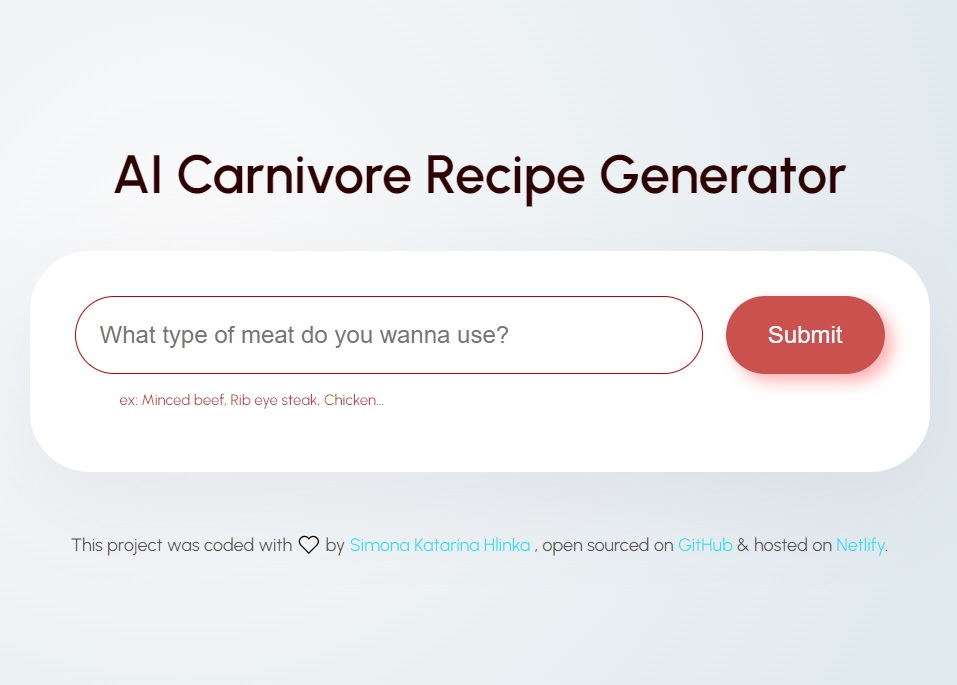 AI Carnivore Recipe Generator
What type of meat do you wanna use?
Submit
ex: Minced beef, Rib eye steak, Chicken...
This project was coded with ♡ by Simona Katarína Hlinka , open sourced on GitHub & hosted on Netlify.